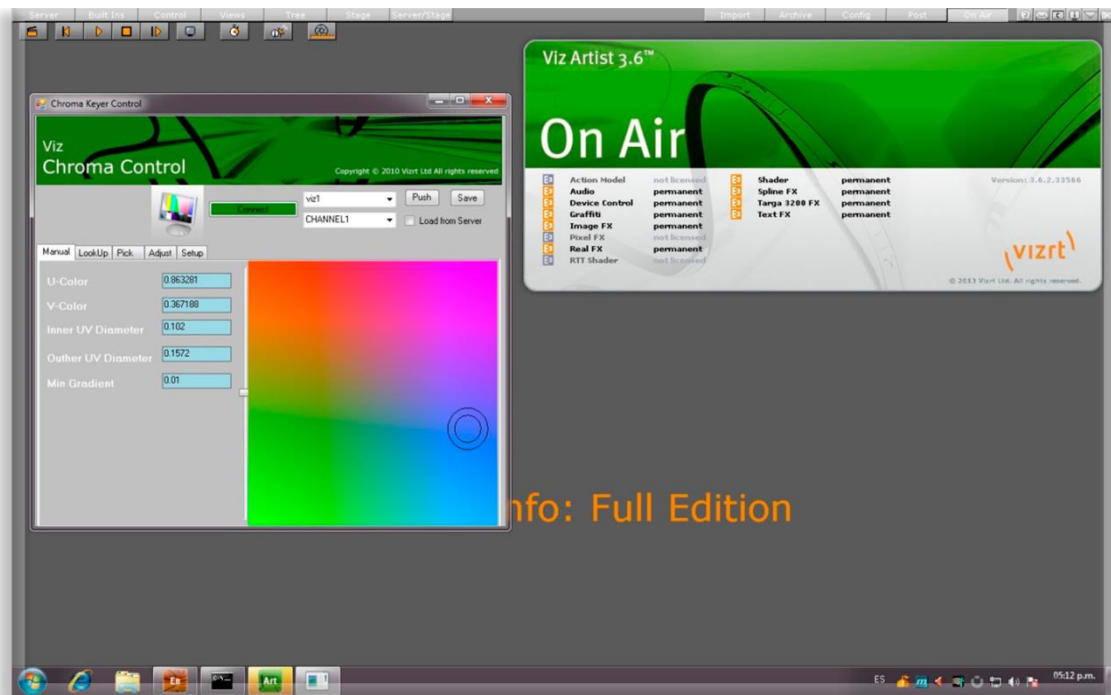 Server Built Ins Control Views Tree Stage Server/Stage Import Archive Config Post On Air
Chroma Keyer Control
Viz
Chroma Control
Copyright © 2010 Vizrt Ltd All rights reserved
Connect
viz1
Push
Save
CHANNEL1
Load from Server
Manual LookUp Pick Adjust Setup
U-Color 0.863281
V-Color 0.367188
Inner UV Diameter 0.102
Outher UV Diameter 0.1572
Min Gradient 0.01
Viz Artist 3.6™
On Air
Action Model not licensed Shader permanent Version: 3.6.2.33566
Audio permanent Spline FX permanent
Device Control permanent Targa 3200 FX permanent
Graffiti permanent Text FX permanent
Image FX permanent
Pixel FX not licensed
Real FX permanent
RTT Shader not licensed
vizrt
© 2013 Vizrt Ltd. All rights reserved.
nfo: Full Edition
En
Art
ES
05:12 p.m.